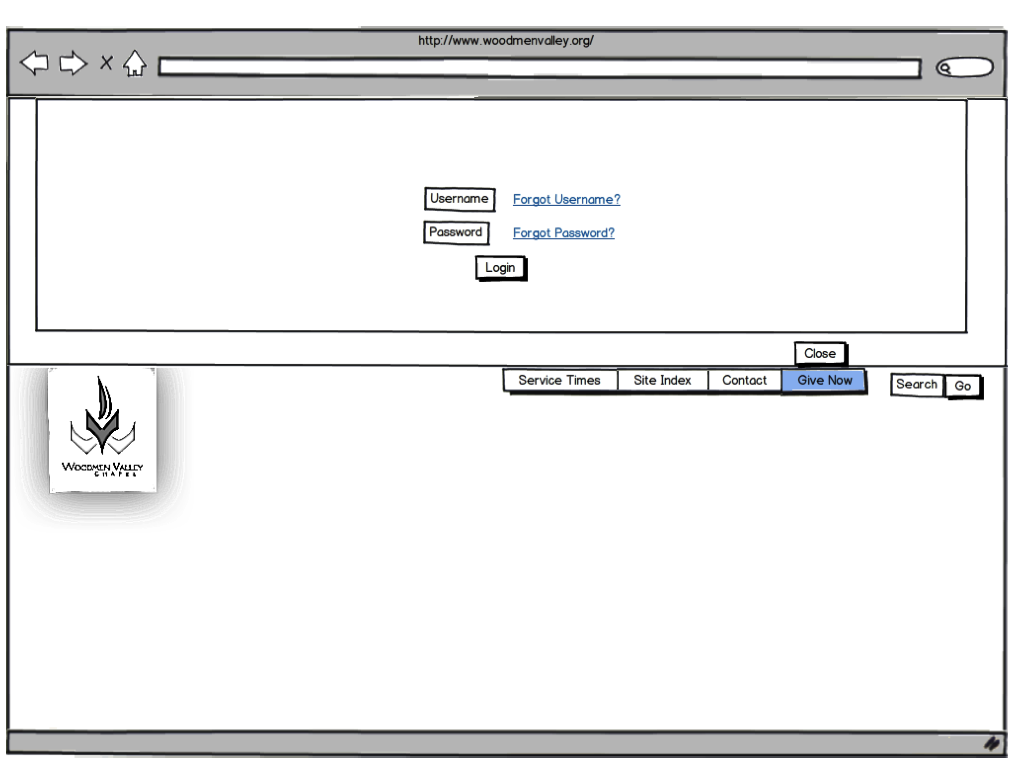 http://www.woodmenvalley.org/
Username Forgot Username?
Password Forgot Password?
Login
Close
Service Times Site Index Contact Give Now Search Go
WOODMEN VALLEY
CHAPEL